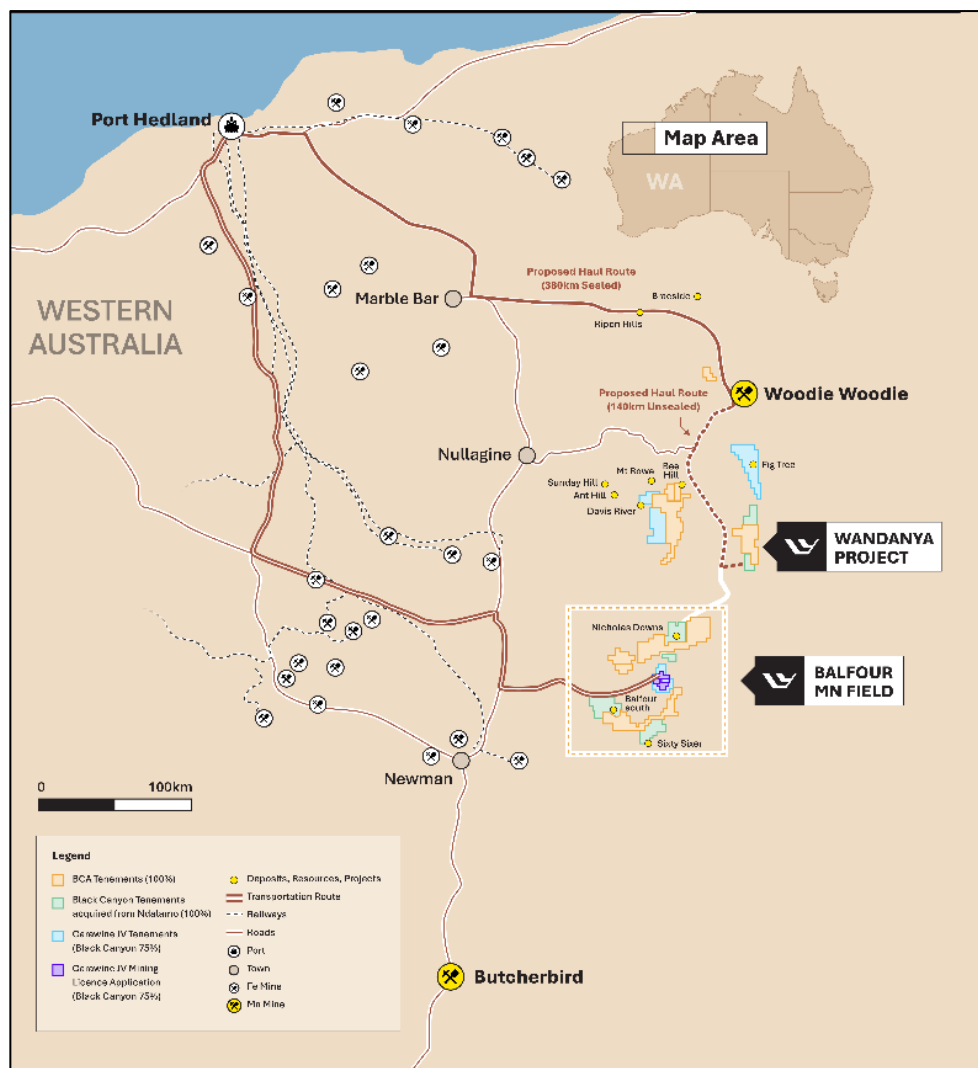 Port Hedland
Map Area
WA
WESTERN
AUSTRALIA
Marble Bar
Proposed Haul Route
(380km Sealed)
Braeside
Ripon Hills
Woodie Woodie
Proposed Haul Route
(140km Unsealed)
Nullagine
Fig Tree
Sunday Hill
Mt Rowe
Bee
Hill
Ant Hill
Davis River
WANDANYA
PROJECT
Nicholas Downs
BALFOUR
MN FIELD
Balfour
south
Sixty Sixer
Newman
0
100km
Butcherbird
Legend
BCA Tenements (100%)
Black Canyon Tenements
acquired from Ndalamo (100%)
Carawine JV Tenements
(Black Canyon 75%)
Carawine JV Mining
Licence Application
(Black Canyon 75%)
Deposits, Resources, Projects
Transportation Route
Railways
Roads
Port
Town
Fe Mine
Mn Mine